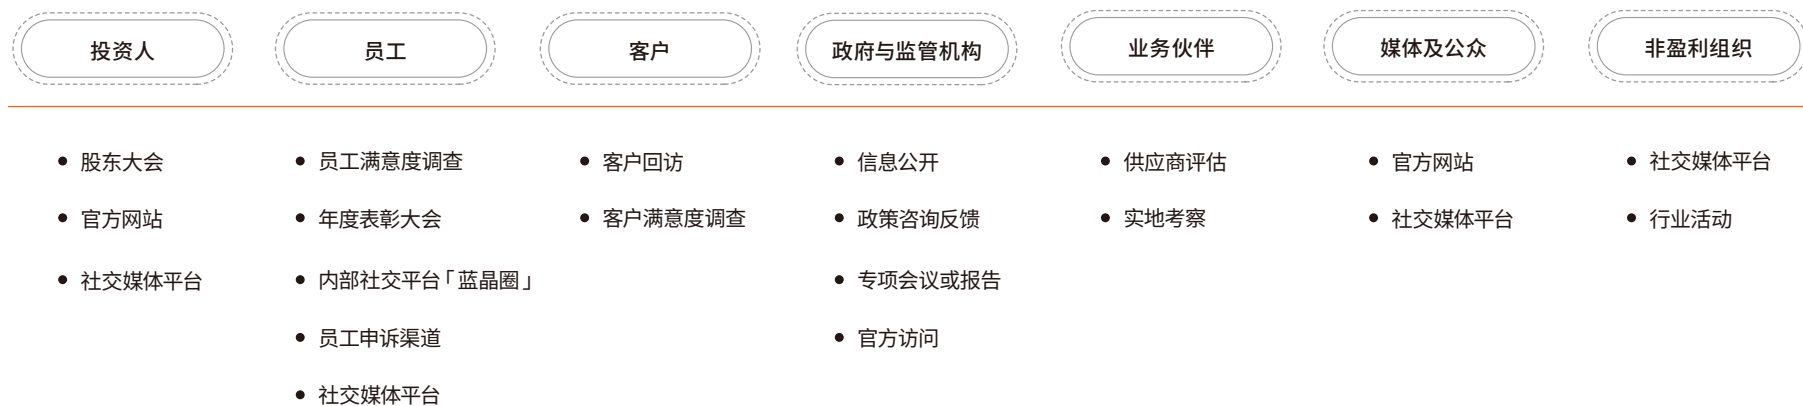 投资人
员工
客户
政府与监管机构
业务伙伴
媒体及公众
非盈利组织
股东大会
官方网站
社交媒体平台
员工满意度调查
年度表彰大会
内部社交平台「蓝晶圈」
员工申诉渠道
社交媒体平台
客户回访
客户满意度调查
信息公开
政策咨询反馈
专项会议或报告
官方访问
供应商评估
实地考察
官方网站
社交媒体平台
社交媒体平台
行业活动